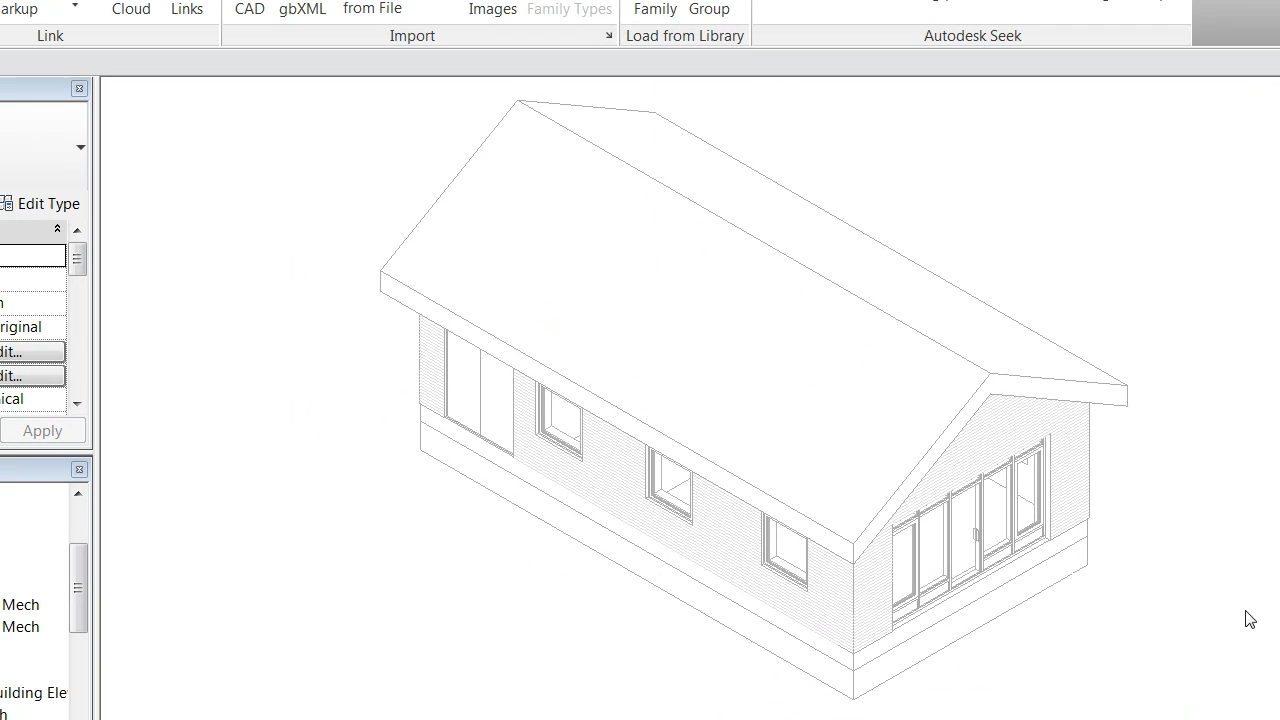 arkup Cloud Links CAD gbXML from File Images Family Types Family Group
Link Import Load from Library Autodesk Seek
Edit Type
riginal
dit...
dit...
ical
Apply
Mech
Mech
uilding Ele